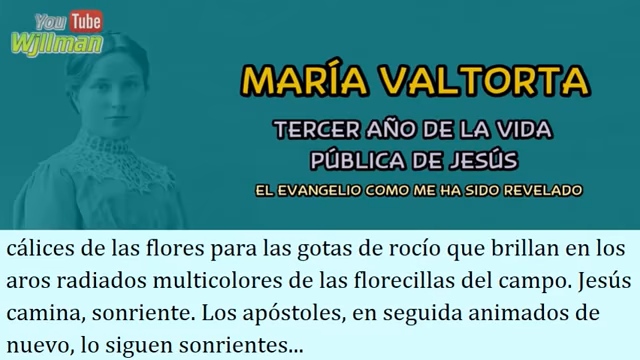 You Tube
Wjllman
MARÍA VALTORTA
TERCER AÑO DE LA VIDA
PÚBLICA DE JESÚS
EL EVANGELIO COMO ME HA SIDO REVELADO
cálices de las flores para las gotas de rocío que brillan en los
aros radiados multicolores de las florecillas del campo. Jesús
camina, sonriente. Los apóstoles, en seguida animados de
nuevo, lo siguen sonrientes...